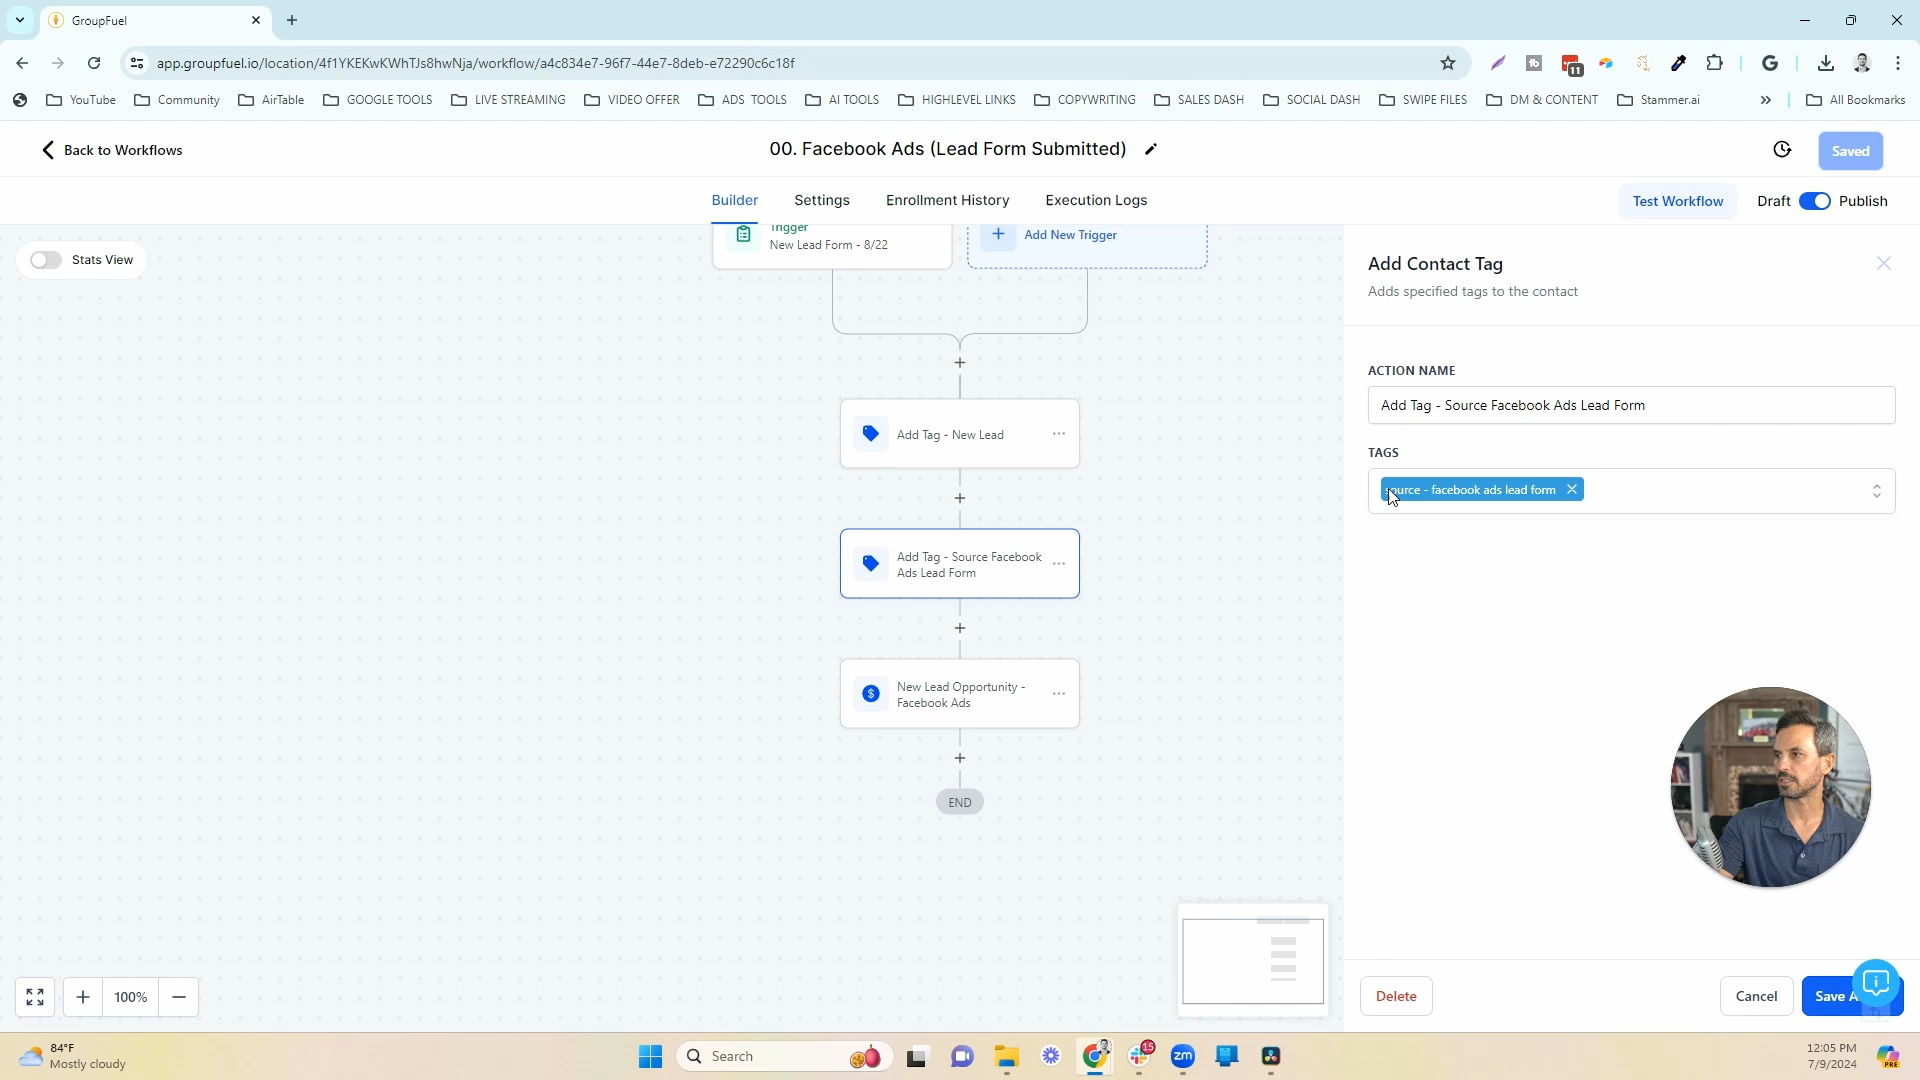 GroupFuel
app.groupfuel.io/location/4f1YKEKwKWhTJs8hwNja/workflow/a4c834e7-96f7-44e7-8deb-e72290c6c18f
11
YouTube
Community
AirTable
GOOGLE TOOLS
LIVE STREAMING
VIDEO OFFER
ADS TOOLS
AI TOOLS
HIGHLEVEL LINKS
COPYWRITING
SALES DASH
SOCIAL DASH
SWIPE FILES
DM & CONTENT
Stammer.ai
All Bookmarks
Back to Workflows
00. Facebook Ads (Lead Form Submitted)
Saved
Builder
Settings
Enrollment History
Execution Logs
Test Workflow
Draft
Publish
Stats View
Trigger
New Lead Form - 8/22
Add New Trigger
Add Tag - New Lead
Add Tag - Source Facebook
Ads Lead Form
New Lead Opportunity -
Facebook Ads
END
100%
Add Contact Tag
Adds specified tags to the contact
ACTION NAME
Add Tag - Source Facebook Ads Lead Form
TAGS
source - facebook ads lead form
Delete
Cancel
Save
84°F
Mostly cloudy
Search
15
zm
PRE
12:05 PM
7/9/2024